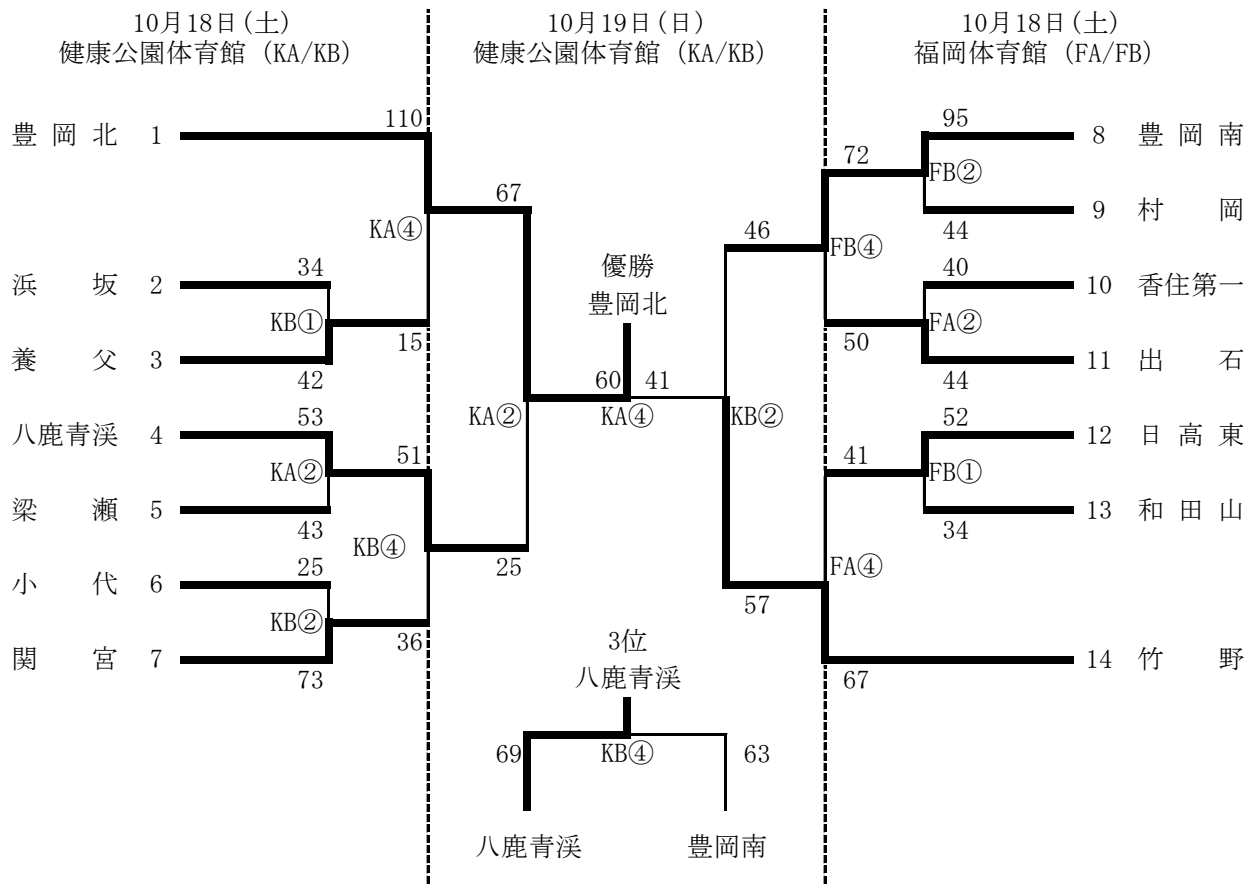 10月18日(土)
健康公園体育館 (KA/KB)
10月19日(日)
健康公園体育館 (KA/KB)
10月18日(土)
福岡体育館 (FA/FB)
豊岡北 1
110
浜坂 2
34
KB①
養父 3
42
15
KA④
八鹿青渓 4
53
KA②
梁瀬 5
43
51
小代 6
25
KB②
関宮 7
73
36
KB④
67
KA②
25
優勝
豊岡北
60 41
KA④
46
KB②
57
95
8 豊岡南
FB②
9 村岡
44
72
FB④
40
10 香住第一
FA②
11 出石
44
50
52
12 日高東
FB①
13 和田山
34
41
FA④
14 竹野
67
3位
八鹿青渓
69
KB④
63
八鹿青渓
豊岡南